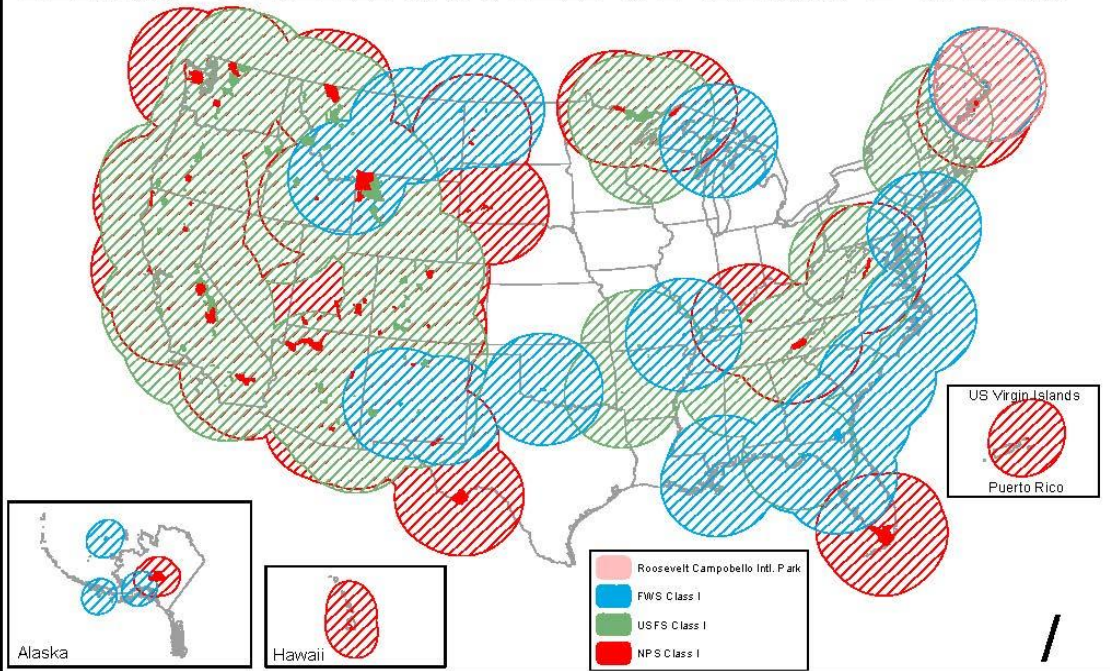 US Virgin Islands
Puerto Rico
Alaska
Hawaii
Roosevelt Campobello Intl. Park
FWS Class I
USFS Class I
NPS Class I